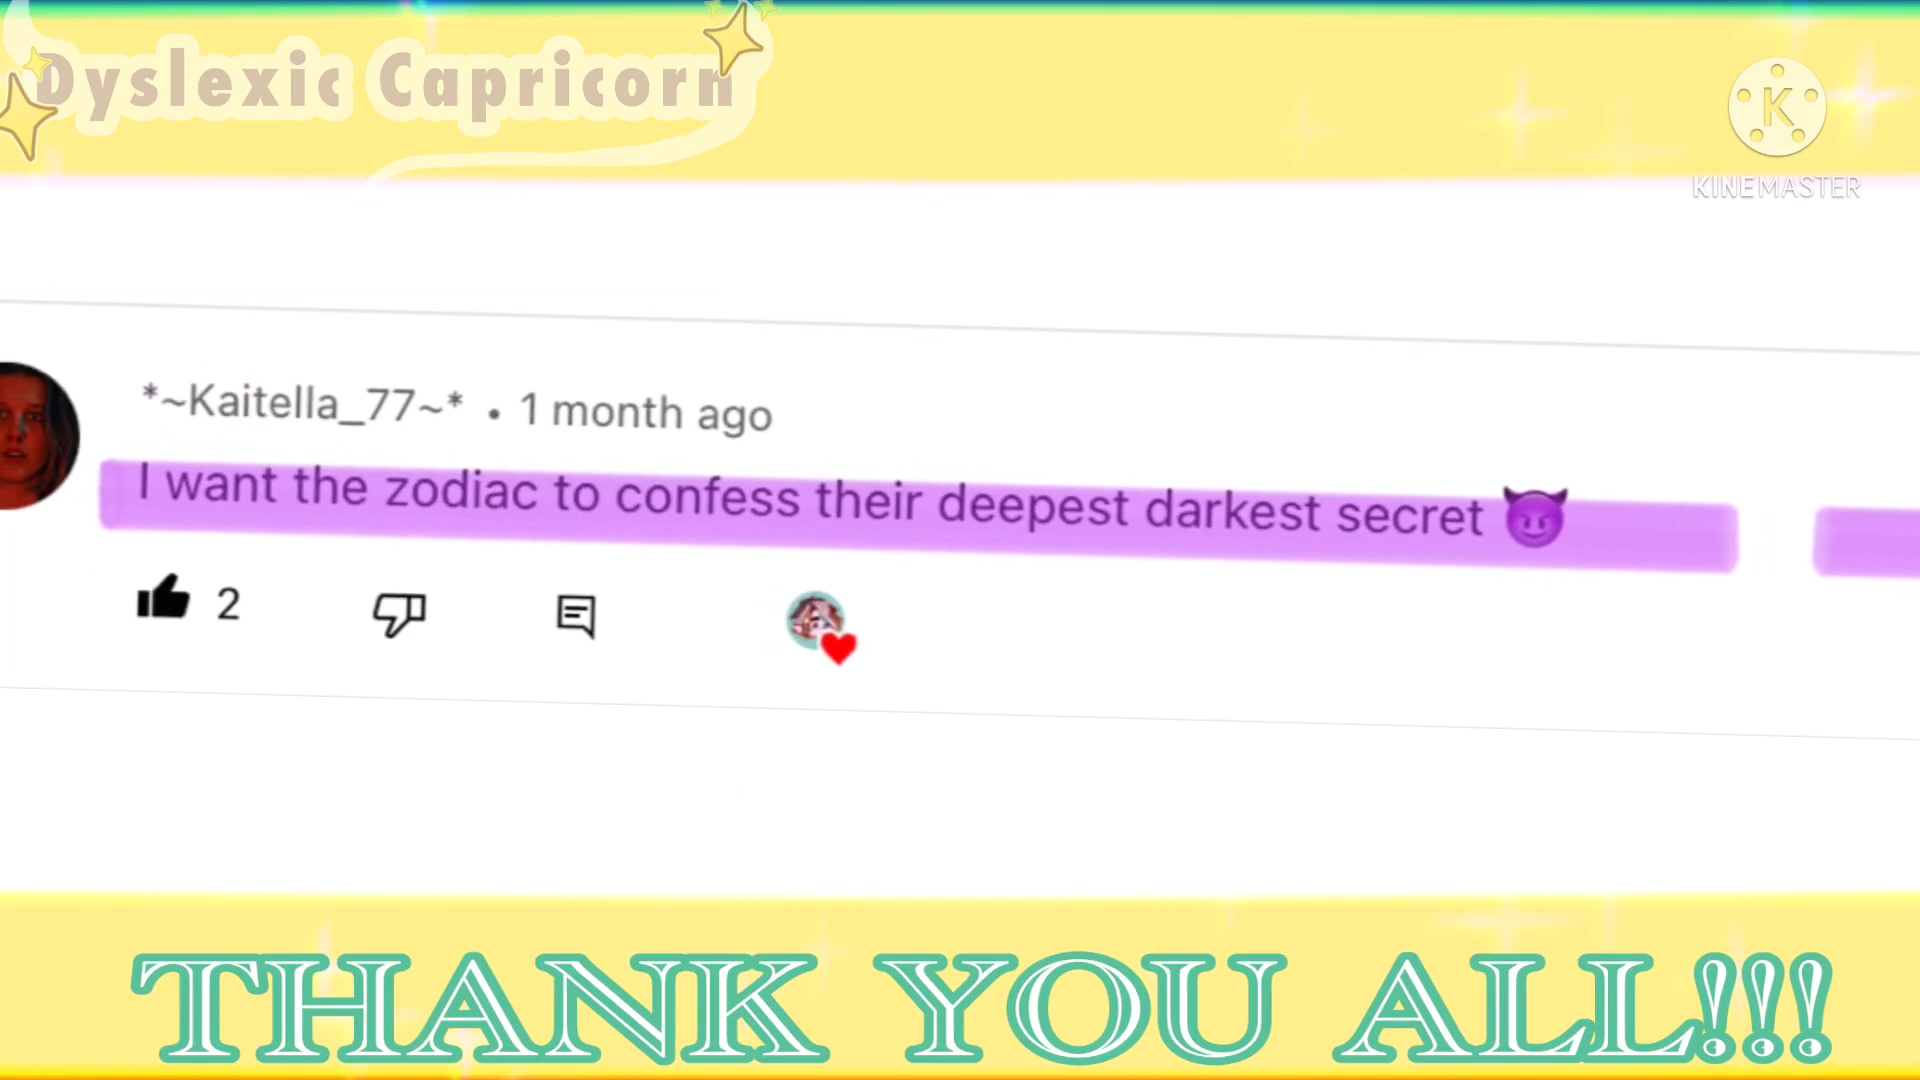 Dyslexic Capricorn
K
KINEMASTER
*~Kaitella_77~* • 1 month ago
I want the zodiac to confess their deepest darkest secret 😈
2
THANK YOU ALL!!!